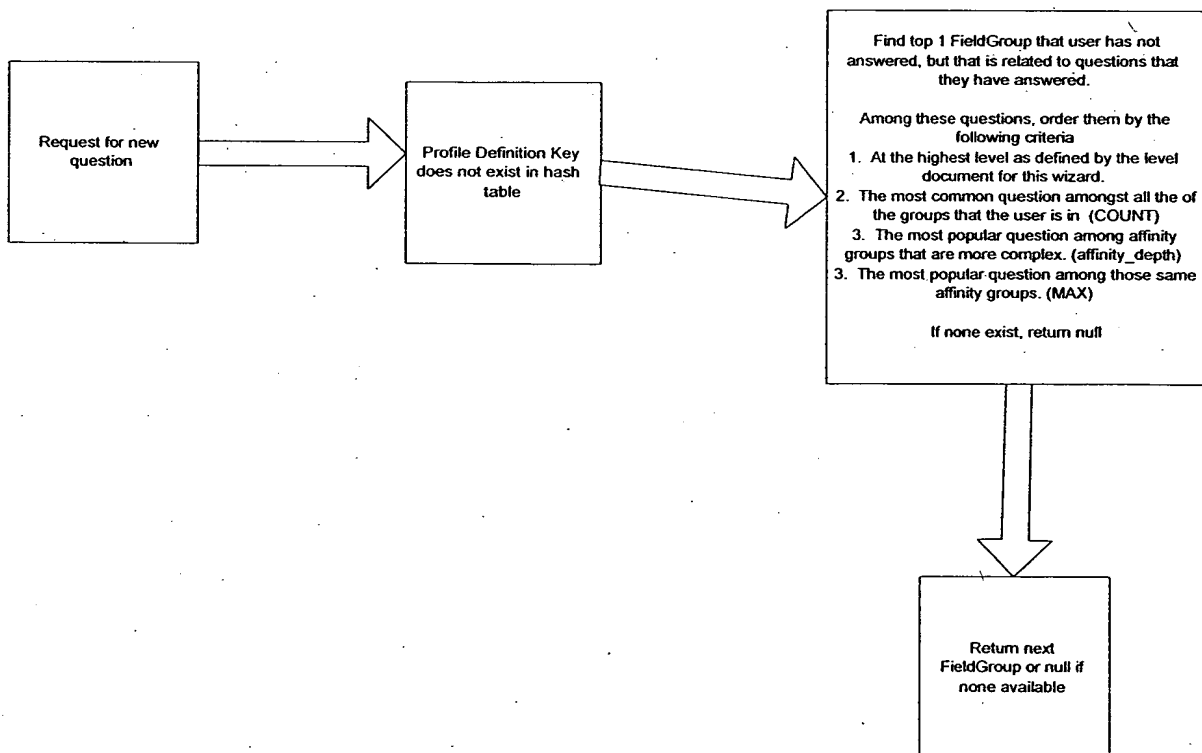 Request for new
question
Profile Definition Key
does not exist in hash
table
Find top 1 FieldGroup that user has not
answered, but that is related to questions that
they have answered.
Among these questions, order them by the
following criteria
1. At the highest level as defined by the level
document for this wizard.
2. The most common question amongst all the of
the groups that the user is in (COUNT)
3. The most popular question among affinity
groups that are more complex. (affinity_depth)
3. The most popular question among those same
affinity groups. (MAX)
If none exist, return null
Return next
FieldGroup or null if
none available